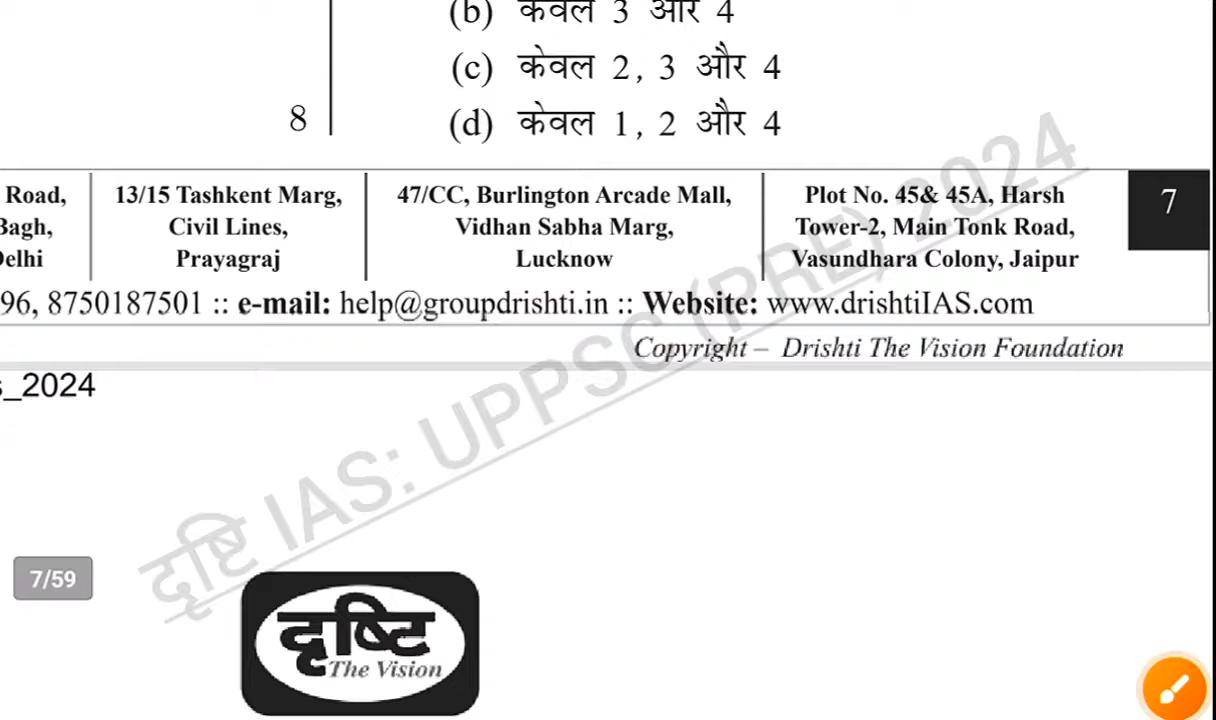 (b) केवल 3 और 4
(c) केवल 2, 3 और 4
8
(d) केवल 1, 2 और 4
Road,
Bagh,
Delhi
13/15 Tashkent Marg,
Civil Lines,
Prayagraj
47/CC, Burlington Arcade Mall,
Vidhan Sabha Marg,
Lucknow
Plot No. 45& 45A, Harsh
Tower-2, Main Tonk Road,
Vasundhara Colony, Jaipur
7
96, 8750187501 :: e-mail: help@groupdrishti.in :: Website: www.drishtiIAS.com
Copyright – Drishti The Vision Foundation
s_2024
दृष्टि IAS: UPPSC (PRE) 2024
7/59
दृष्टि
The Vision